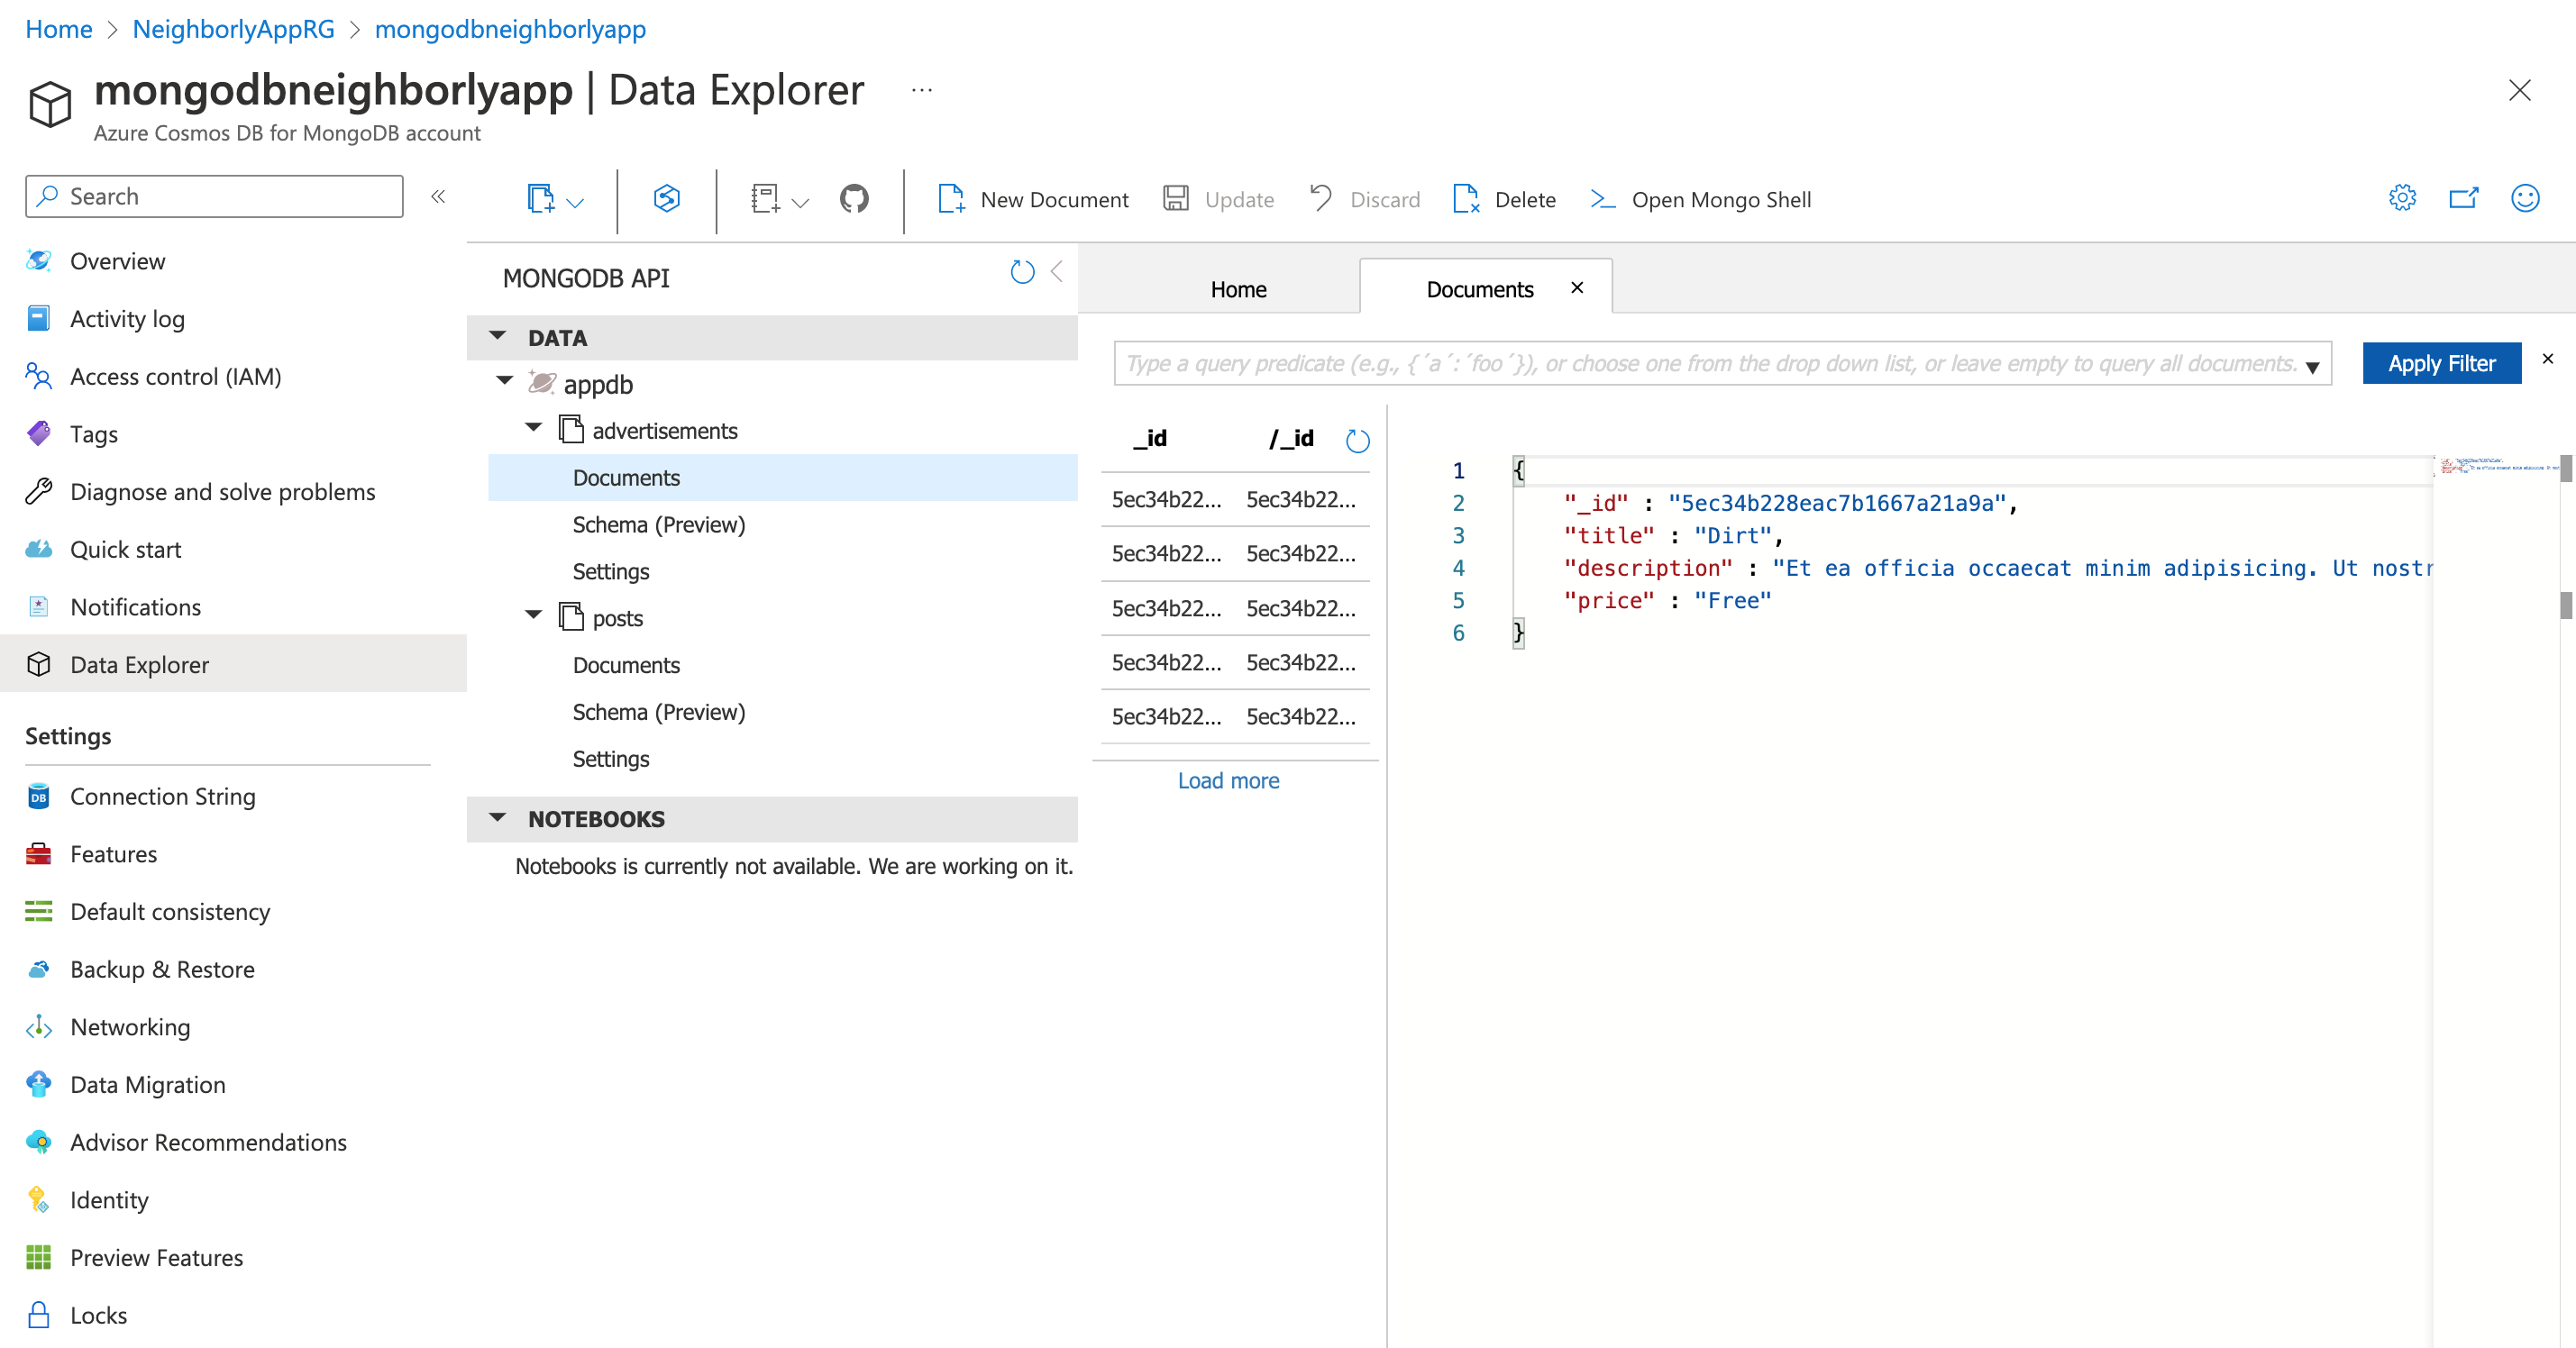 Home > NeighborlyAppRG > mongodbneighborlyapp
mongodbneighborlyapp | Data Explorer ...
Azure Cosmos DB for MongoDB account
Search
Overview
Activity log
Access control (IAM)
Tags
Diagnose and solve problems
Quick start
Notifications
Data Explorer
Settings
Connection String
Features
Default consistency
Backup & Restore
Networking
Data Migration
Advisor Recommendations
Identity
Preview Features
Locks
New Document
Update
Discard
Delete
Open Mongo Shell
MONGODB API
DATA
appdb
advertisements
Documents
Schema (Preview)
Settings
posts
Documents
Schema (Preview)
Settings
NOTEBOOKS
Notebooks is currently not available. We are working on it.
Home
Documents
Type a query predicate (e.g., {´a´:´foo´}), or choose one from the drop down list, or leave empty to query all documents.
Apply Filter
_id /_id
5ec34b22... 5ec34b22...
5ec34b22... 5ec34b22...
5ec34b22... 5ec34b22...
5ec34b22... 5ec34b22...
5ec34b22... 5ec34b22...
Load more
1 {
2 "_id" : "5ec34b228eac7b1667a21a9a",
3 "title" : "Dirt",
4 "description" : "Et ea officia occaecat minim adipisicing. Ut nostr
5 "price" : "Free"
6 }